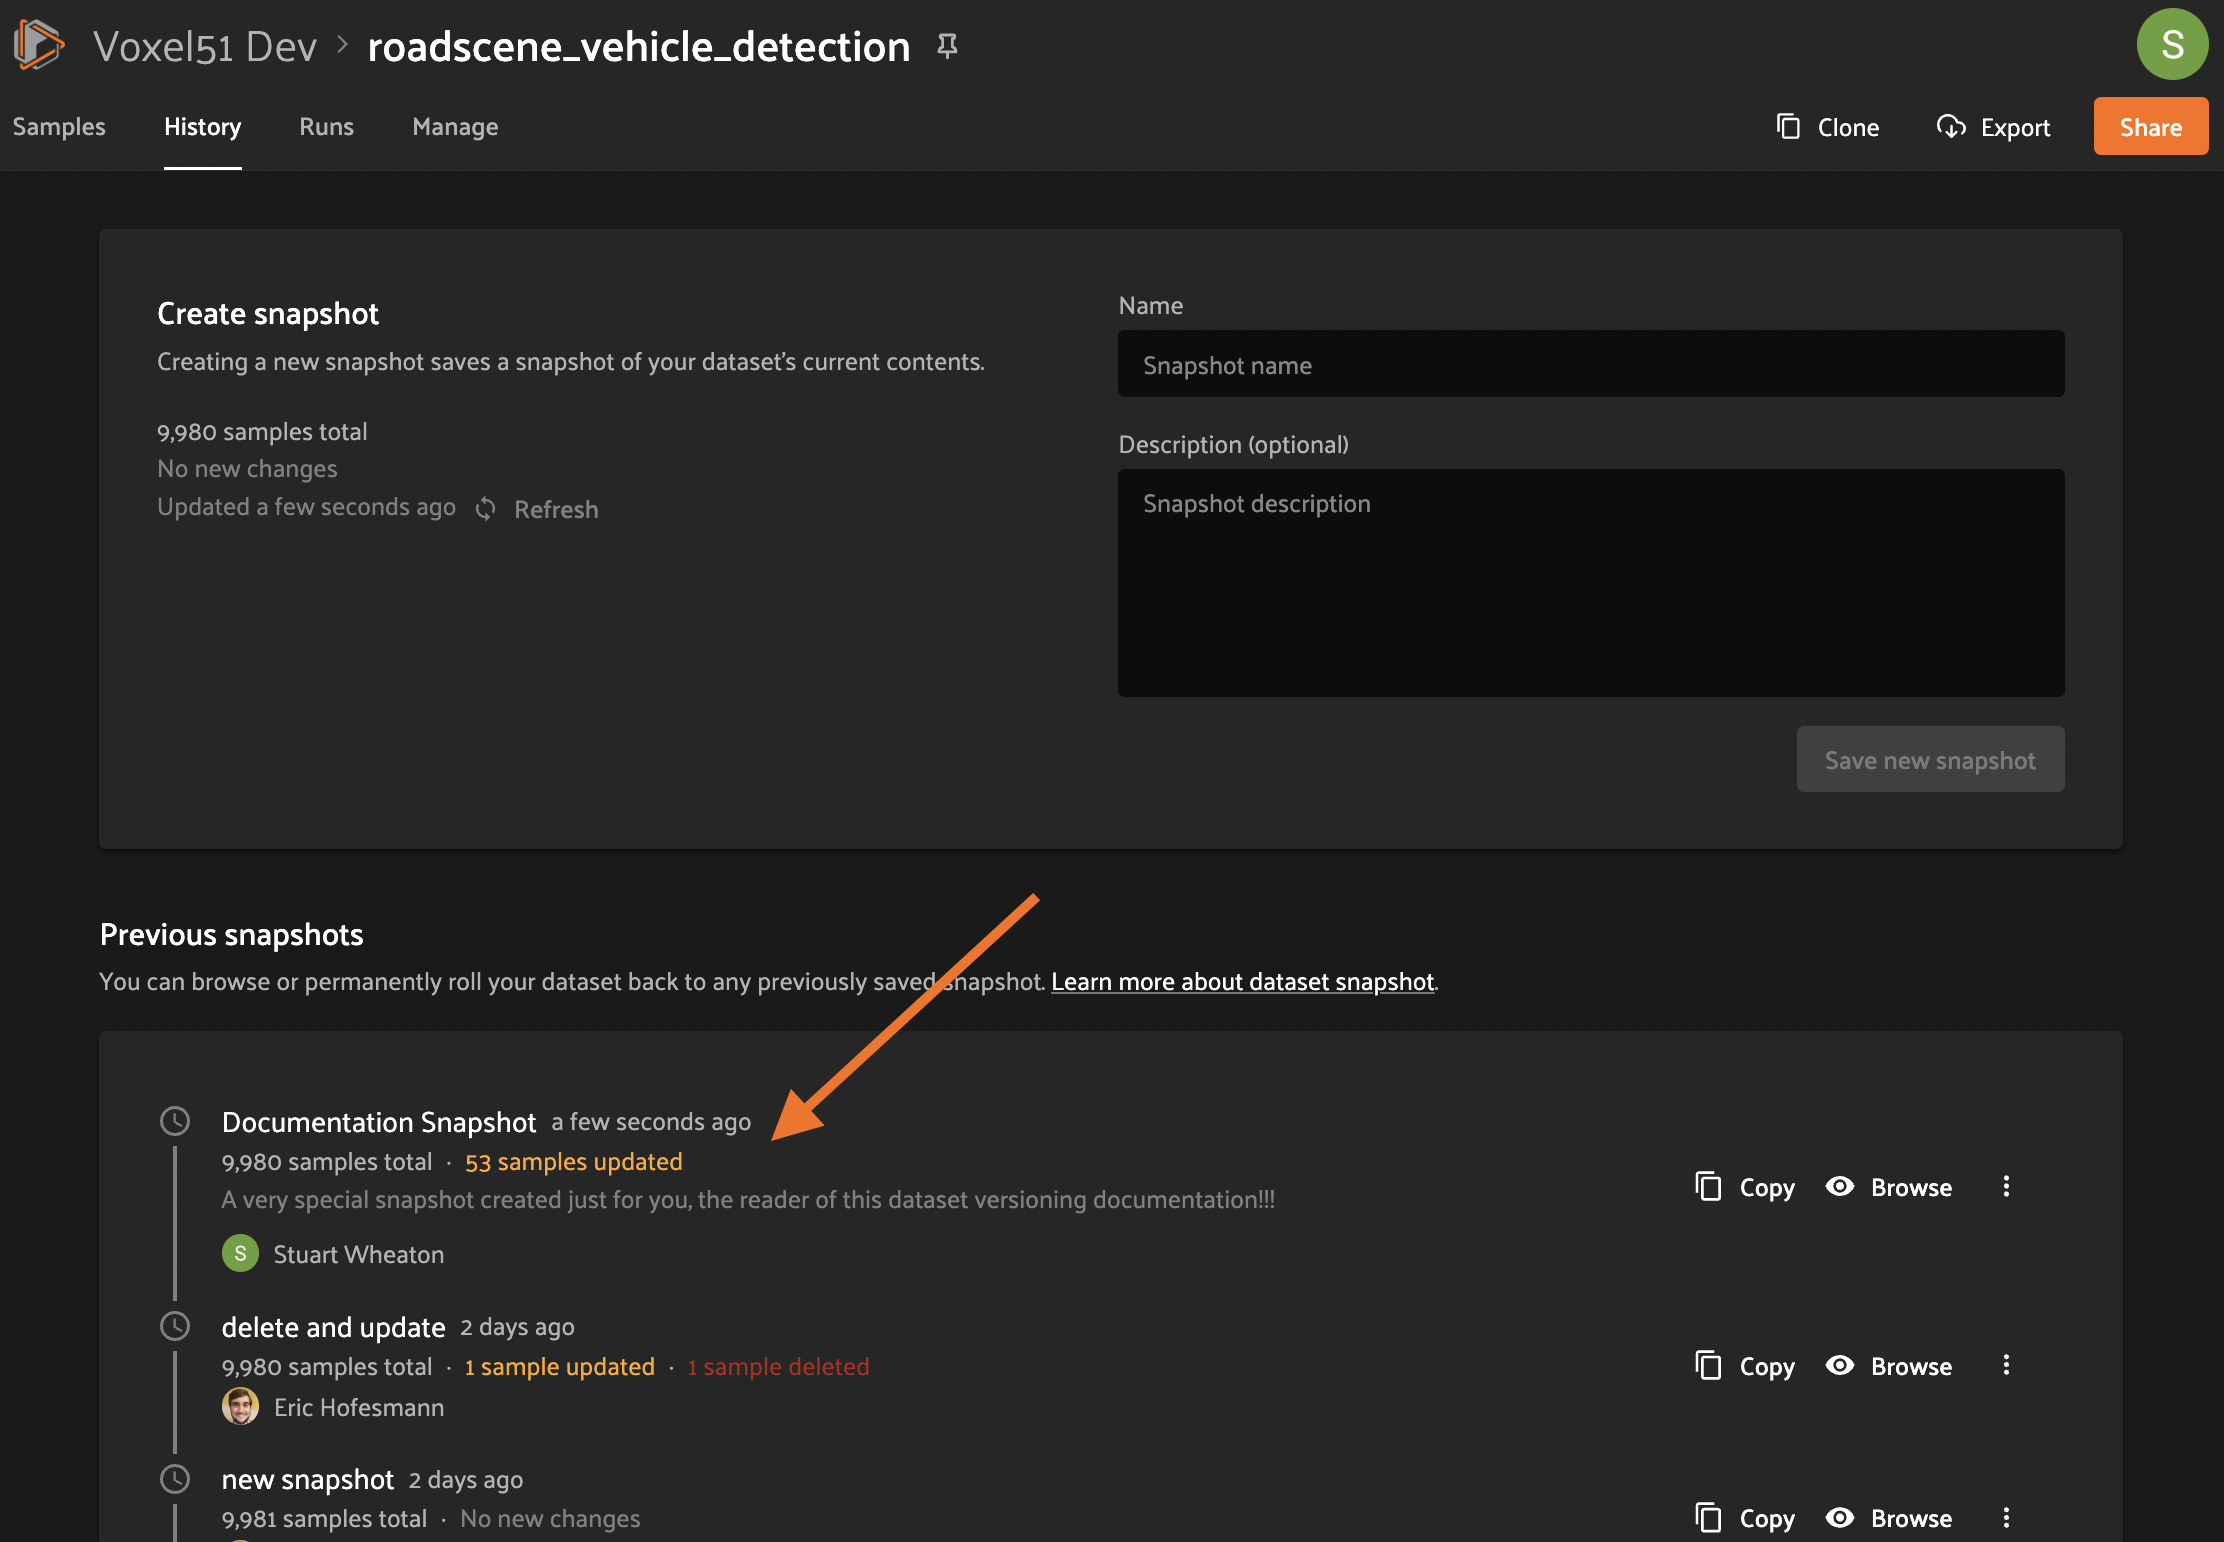 Voxel51 Dev > roadscene_vehicle_detection
S
Samples History Runs Manage
Clone Export Share
Create snapshot
Creating a new snapshot saves a snapshot of your dataset's current contents.
9,980 samples total
No new changes
Updated a few seconds ago Refresh
Name
Snapshot name
Description (optional)
Snapshot description
Save new snapshot
Previous snapshots
You can browse or permanently roll your dataset back to any previously saved snapshot. Learn more about dataset snapshot.
Documentation Snapshot a few seconds ago
9,980 samples total · 53 samples updated
A very special snapshot created just for you, the reader of this dataset versioning documentation!!!
S Stuart Wheaton
Copy Browse
delete and update 2 days ago
9,980 samples total · 1 sample updated · 1 sample deleted
Eric Hofesmann
Copy Browse
new snapshot 2 days ago
9,981 samples total · No new changes
Copy Browse